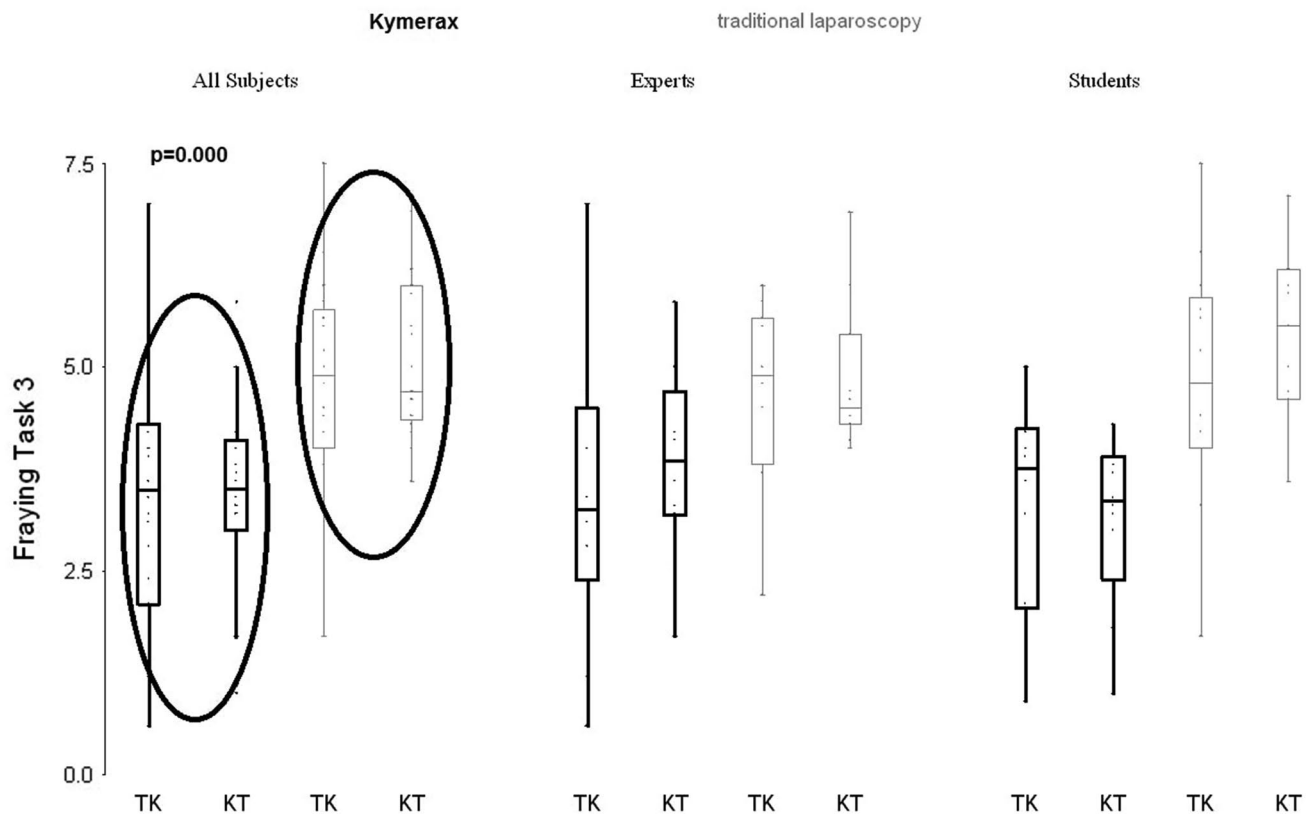 Kymerax traditional laparoscopy
All Subjects Experts Students
p=0.000
7.5
5.0
2.5
0.0
Fraying Task 3
TK KT TK KT TK KT TK KT TK KT TK KT